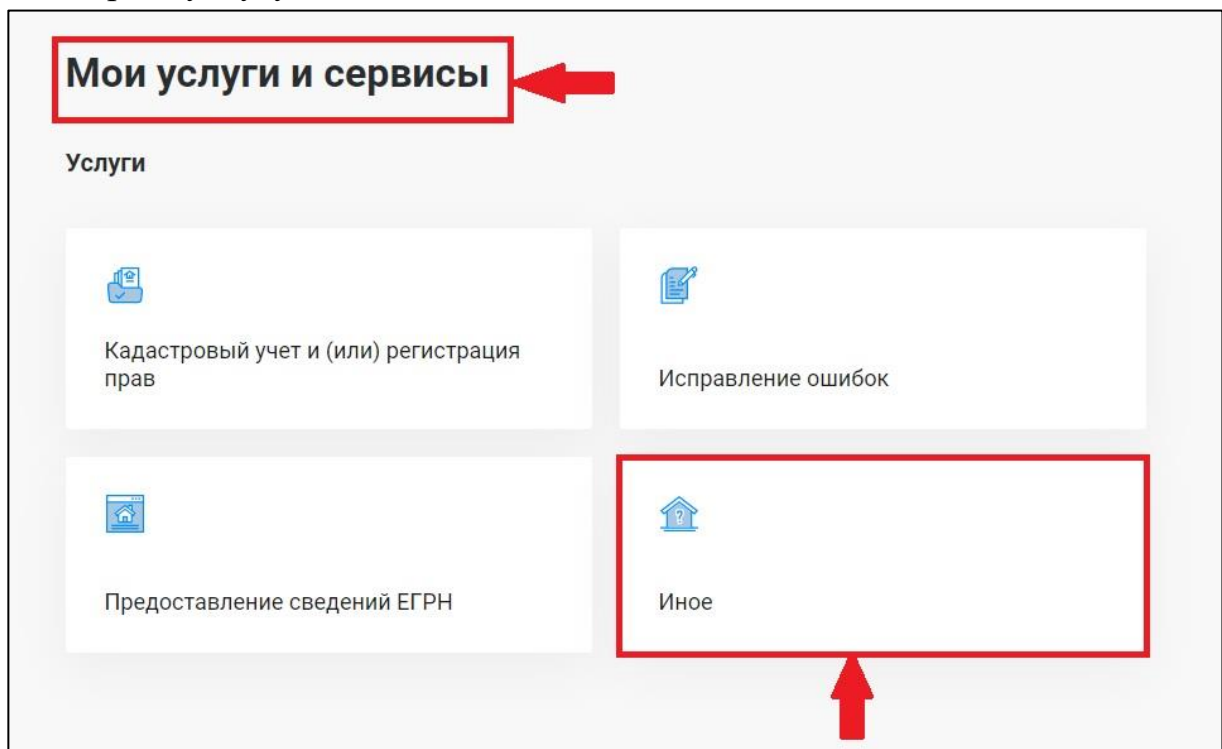 Мои услуги и сервисы
Услуги
Кадастровый учет и (или) регистрация
прав
Исправление ошибок
Предоставление сведений ЕГРН
Иное